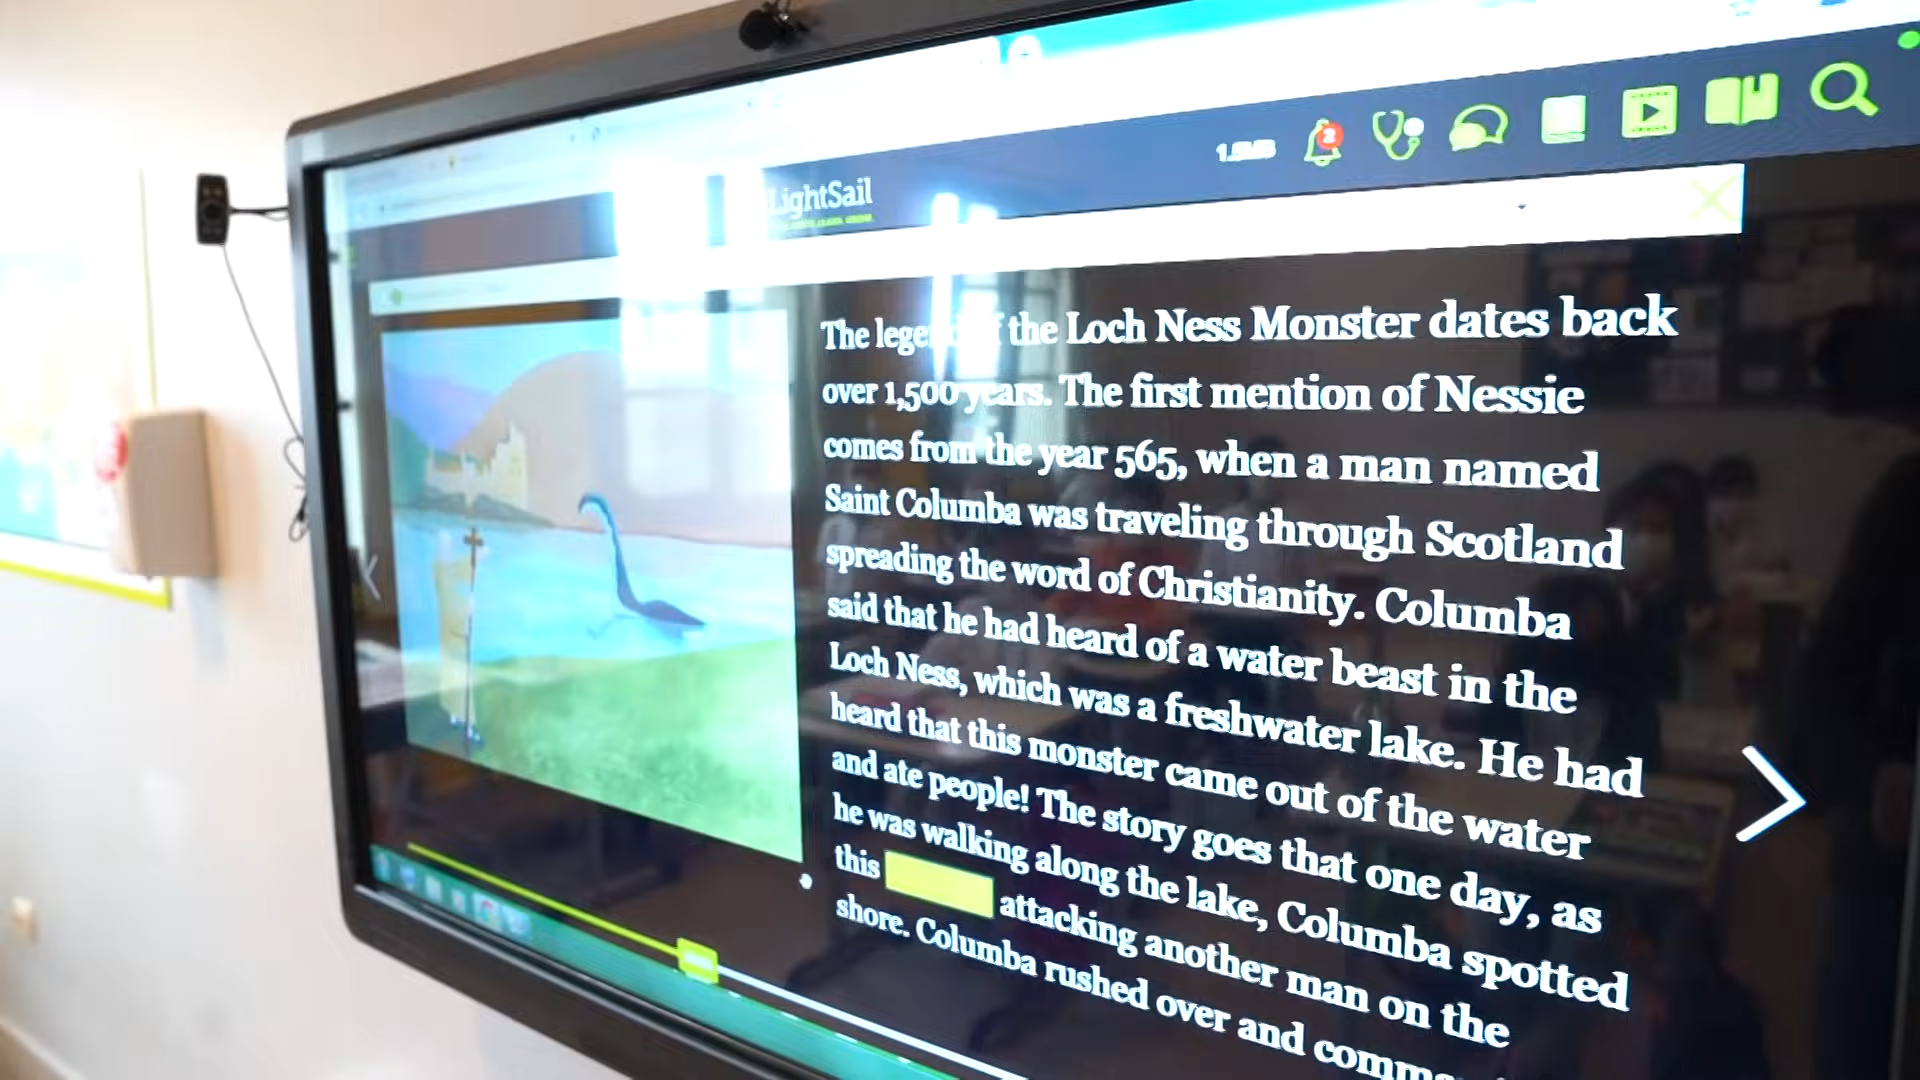 2
LightSail
The legend of the Loch Ness Monster dates back
over 1,500 years. The first mention of Nessie
comes from the year 565, when a man named
Saint Columba was traveling through Scotland
spreading the word of Christianity. Columba
said that he had heard of a water beast in the
Loch Ness, which was a freshwater lake. He had
heard that this monster came out of the water
and ate people! The story goes that one day, as
he was walking along the lake, Columba spotted
this attacking another man on the
shore. Columba rushed over and